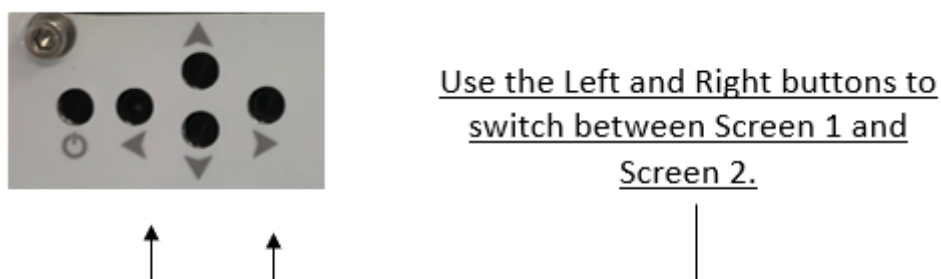 Use the Left and Right buttons to
switch between Screen 1 and
Screen 2.